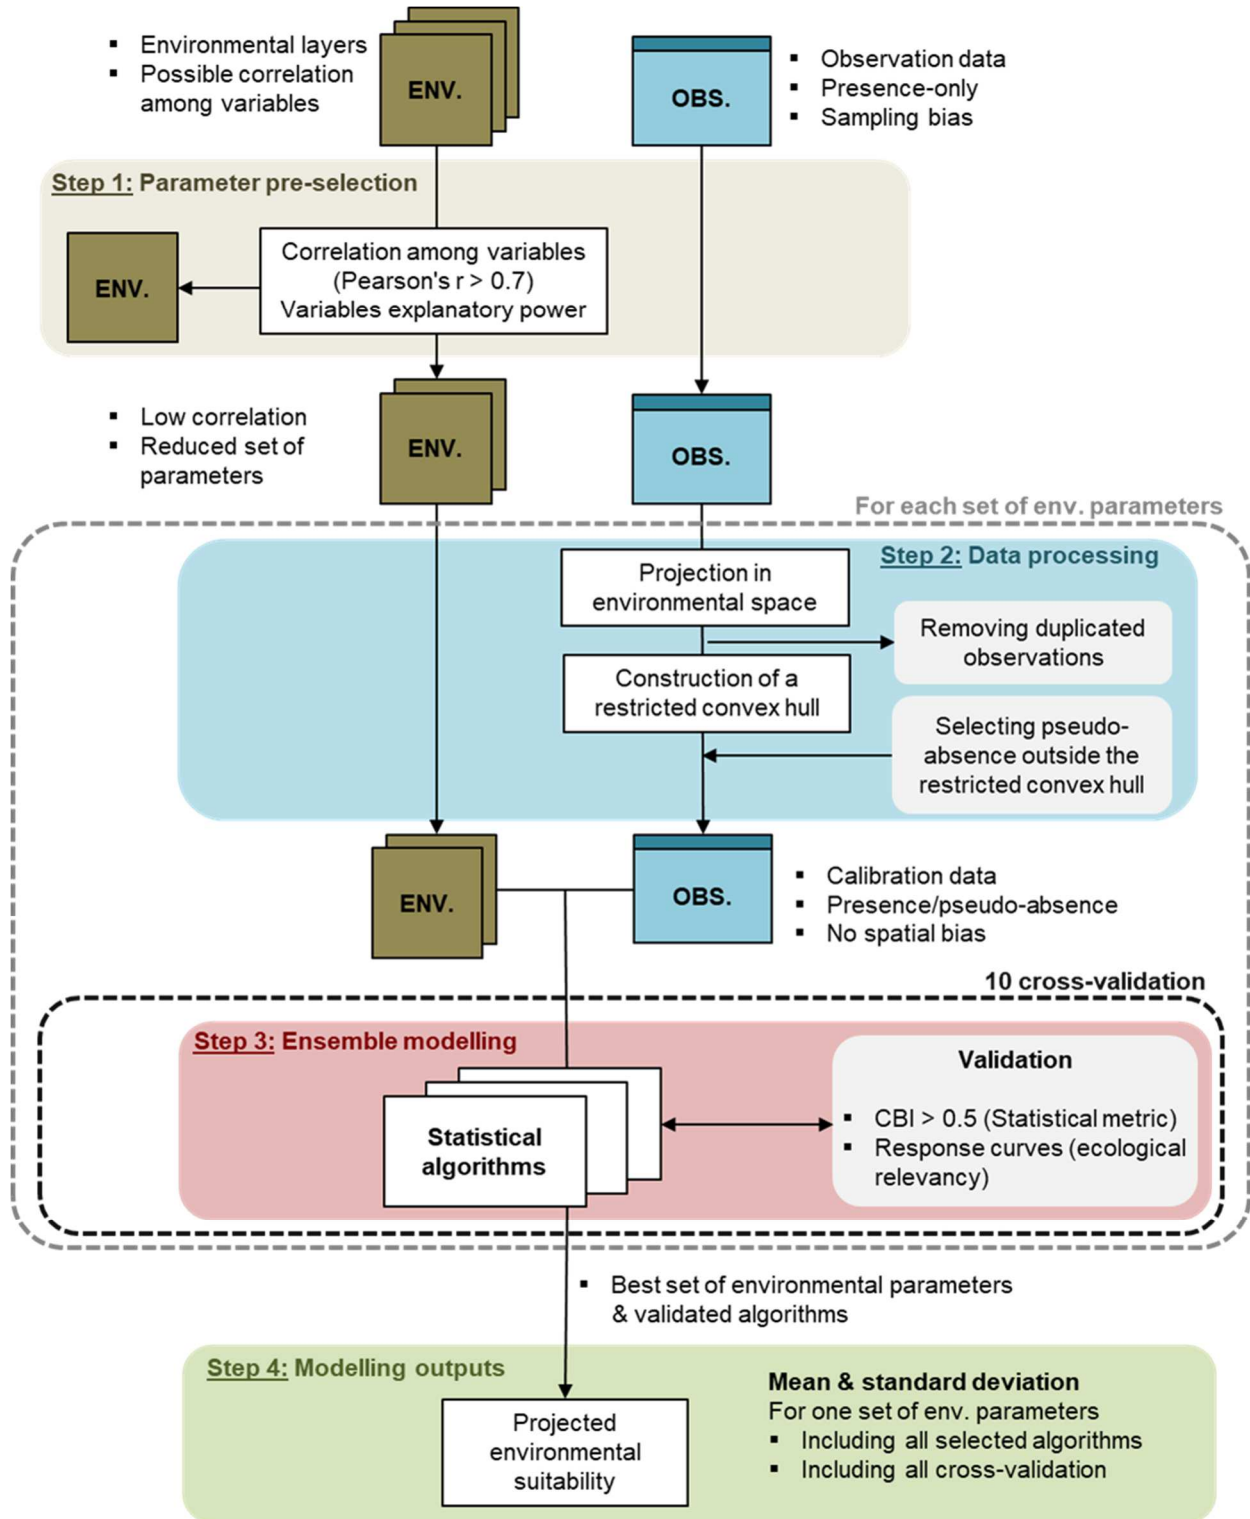 ▪ Environmental layers
▪ Possible correlation
among variables
ENV.
OBS.
▪ Observation data
▪ Presence-only
▪ Sampling bias
Step 1: Parameter pre-selection
ENV.
Correlation among variables
(Pearson's r > 0.7)
Variables explanatory power
▪ Low correlation
▪ Reduced set of
parameters
ENV.
OBS.
For each set of env. parameters
Step 2: Data processing
Projection in
environmental space
Removing duplicated
observations
Construction of a
restricted convex hull
Selecting pseudo-
absence outside the
restricted convex hull
ENV.
OBS.
▪ Calibration data
▪ Presence/pseudo-absence
▪ No spatial bias
10 cross-validation
Step 3: Ensemble modelling
Statistical
algorithms
Validation
▪ CBI > 0.5 (Statistical metric)
▪ Response curves (ecological
relevancy)
▪ Best set of environmental parameters
& validated algorithms
Step 4: Modelling outputs
Projected
environmental
suitability
Mean & standard deviation
For one set of env. parameters
▪ Including all selected algorithms
▪ Including all cross-validation